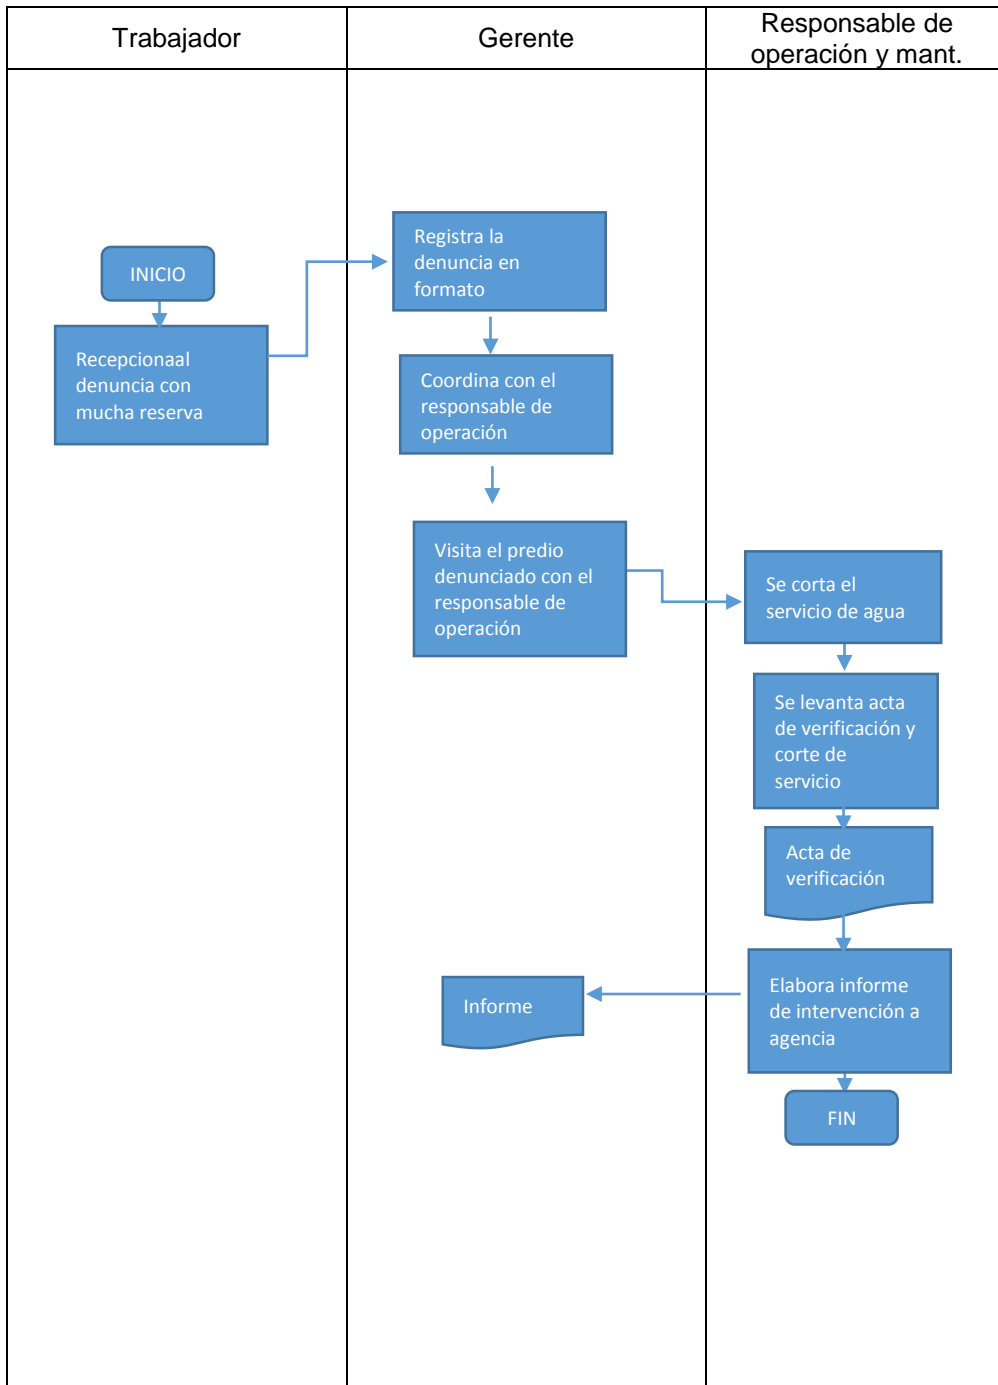 Trabajador
Gerente
Responsable de
operación y mant.
INICIO
Recepcionaal
denuncia con
mucha reserva
Registra la
denuncia en
formato
Coordina con el
responsable de
operación
Visita el predio
denunciado con el
responsable de
operación
Se corta el
servicio de agua
Se levanta acta
de verificación y
corte de
servicio
Acta de
verificación
Elabora informe
de intervención a
agencia
Informe
FIN